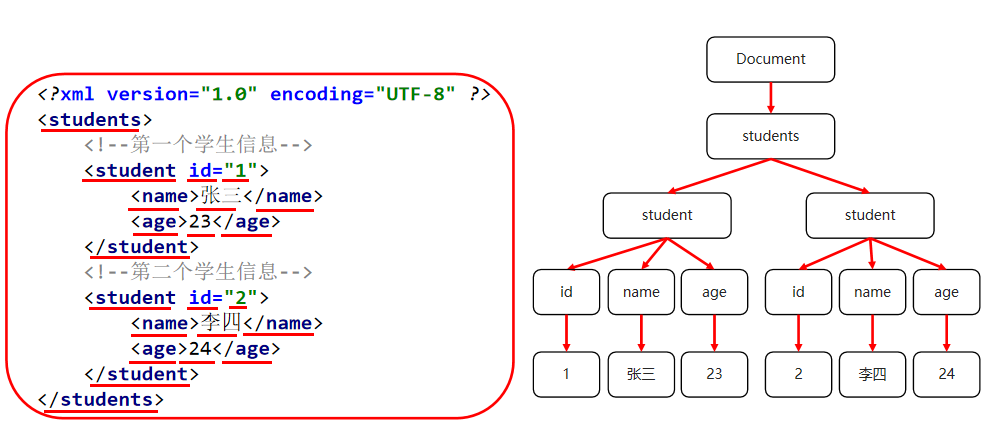 <?xml version="1.0" encoding="UTF-8" ?>
<students>
<!--第一个学生信息-->
<student id="1">
<name>张三</name>
<age>23</age>
</student>
<!--第二个学生信息-->
<student id="2">
<name>李四</name>
<age>24</age>
</student>
</students>
Document
students
student student
id name age id name age
1 张三 23 2 李四 24